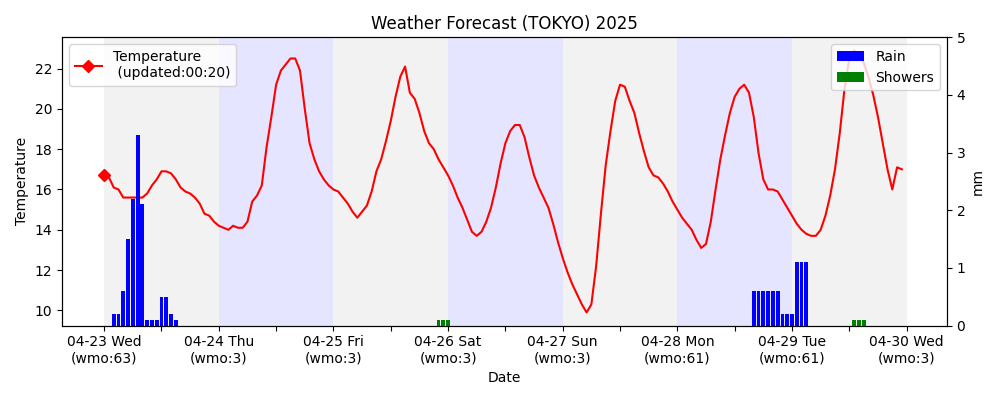 Weather Forecast (TOKYO) 2025
Temperature
(updated:00:20)
Rain
Showers
Temperature
22
20
18
16
14
12
10
5
4
3
2
1
0
mm
04-23 Wed
(wmo:63)
04-24 Thu
(wmo:3)
04-25 Fri
(wmo:3)
04-26 Sat
(wmo:3)
04-27 Sun
(wmo:3)
04-28 Mon
(wmo:61)
04-29 Tue
(wmo:61)
04-30 Wed
(wmo:3)
Date